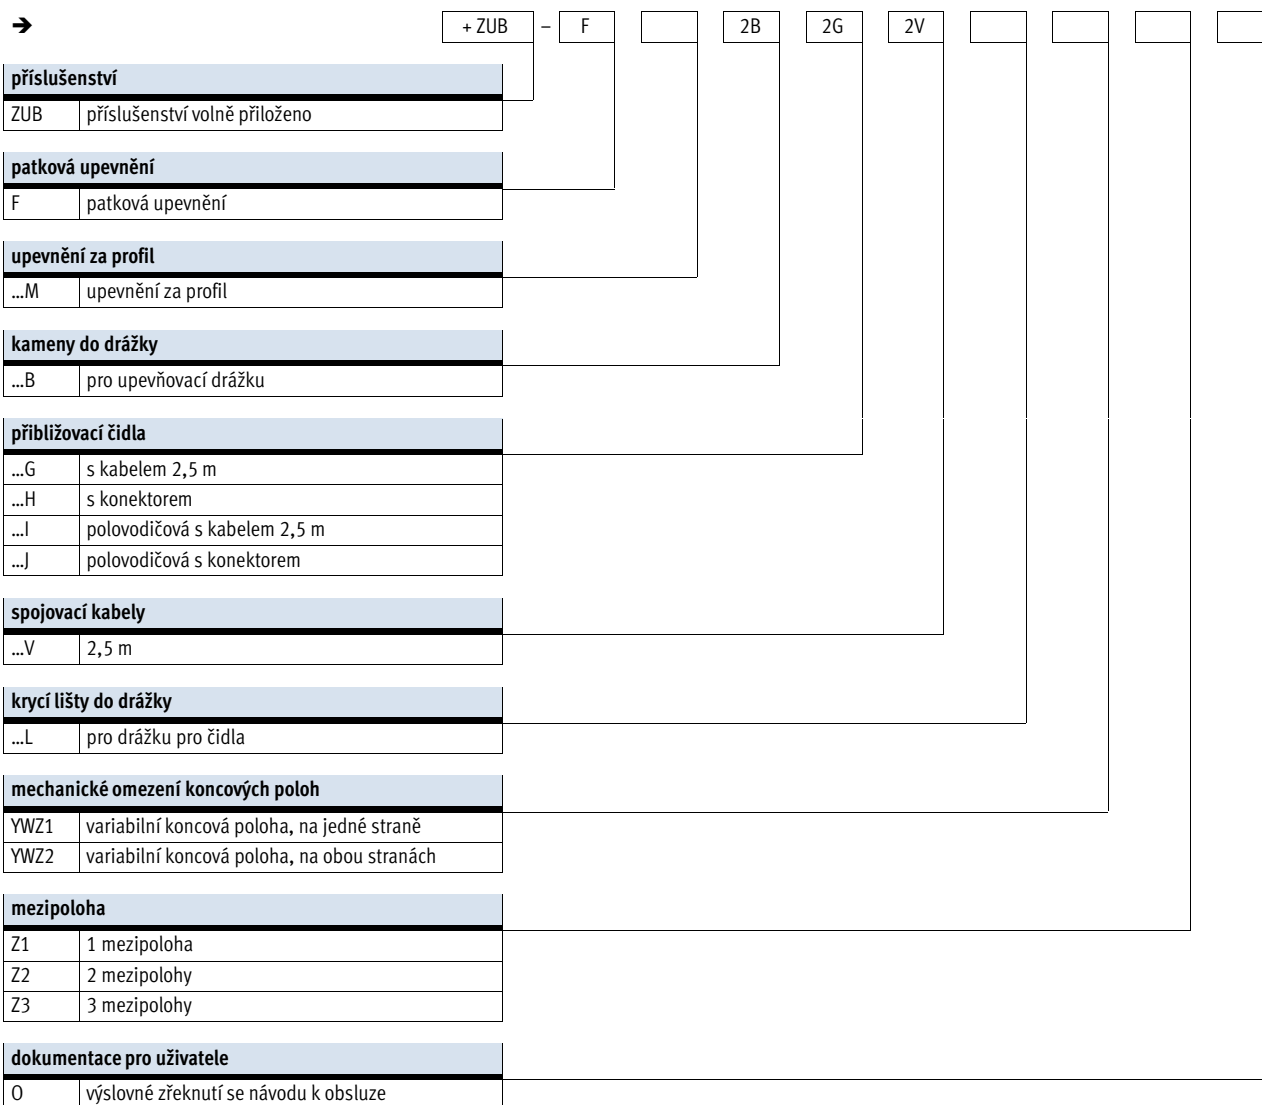 ➔ + ZUB – F 2B 2G 2V
příslušenství
ZUB příslušenství volně přiloženo
patková upevnění
F patková upevnění
upevnění za profil
...M upevnění za profil
kameny do drážky
...B pro upevňovací drážku
přibližovací čidla
...G s kabelem 2,5 m
...H s konektorem
...I polovodičová s kabelem 2,5 m
...J polovodičová s konektorem
spojovací kabely
...V 2,5 m
krycí lišty do drážky
...L pro drážku pro čidla
mechanické omezení koncových poloh
YWZ1 variabilní koncová poloha, na jedné straně
YWZ2 variabilní koncová poloha, na obou stranách
mezipoloha
Z1 1 mezipoloha
Z2 2 mezipolohy
Z3 3 mezipolohy
dokumentace pro uživatele
O výslovné zřeknutí se návodu k obsluze